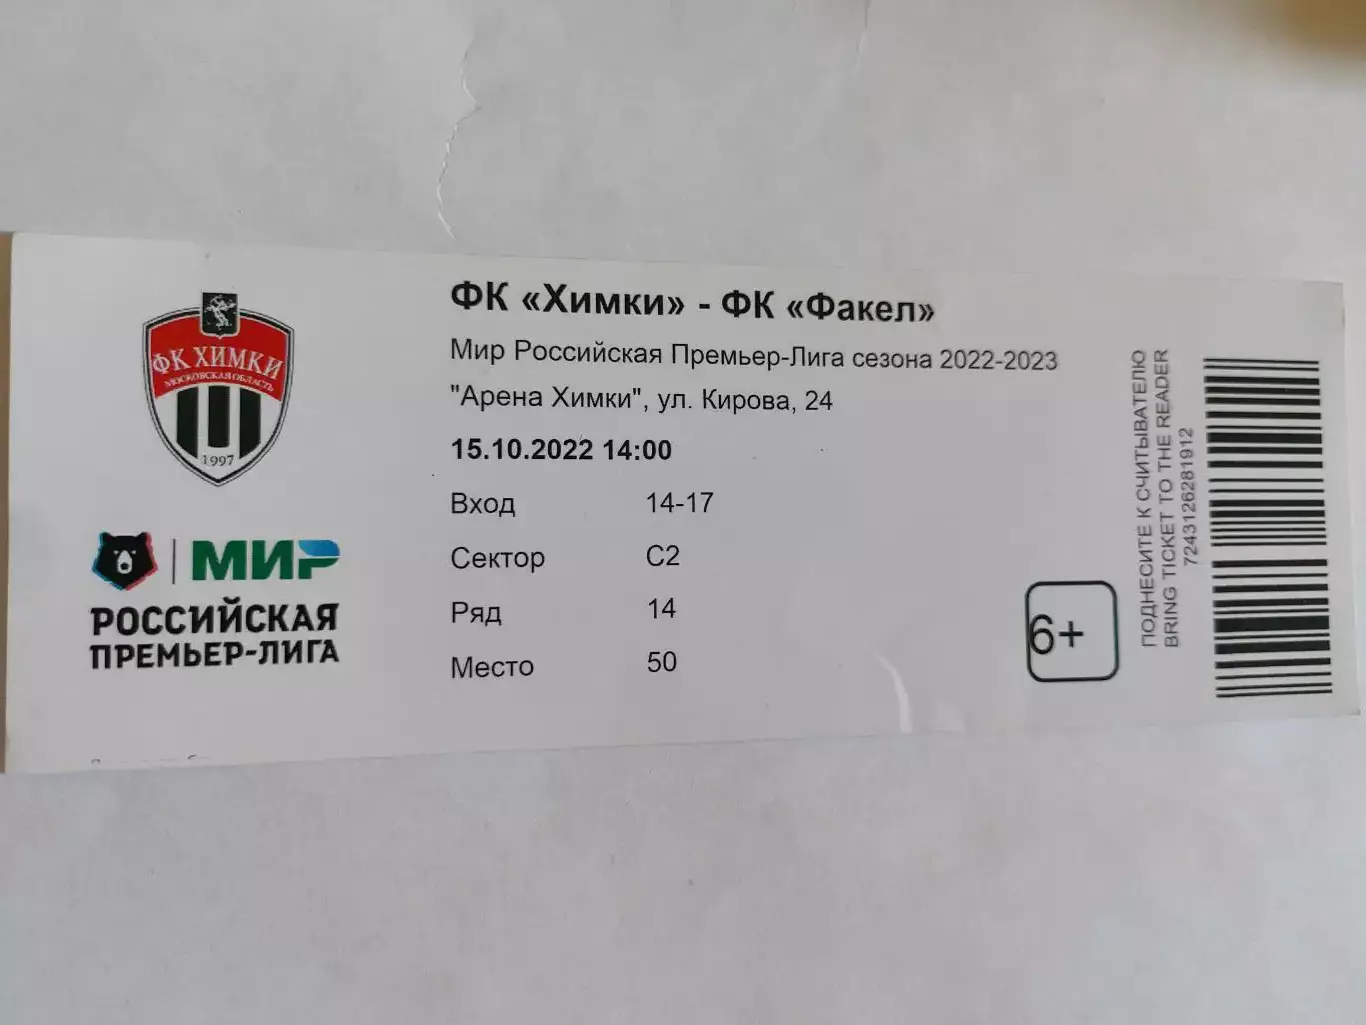 ФК ХИМКИ
МОСКОВСКАЯ ОБЛАСТЬ
1997
МИР
РОССИЙСКАЯ
ПРЕМЬЕР-ЛИГА
ФК «Химки» - ФК «Факел»
Мир Российская Премьер-Лига сезона 2022-2023
"Арена Химки", ул. Кирова, 24
15.10.2022 14:00
Вход 14-17
Сектор C2
Ряд 14
Место 50
6+
ПОДНЕСИТЕ К СЧИТЫВАТЕЛЮ
BRING TICKET TO THE READER
7243126281912